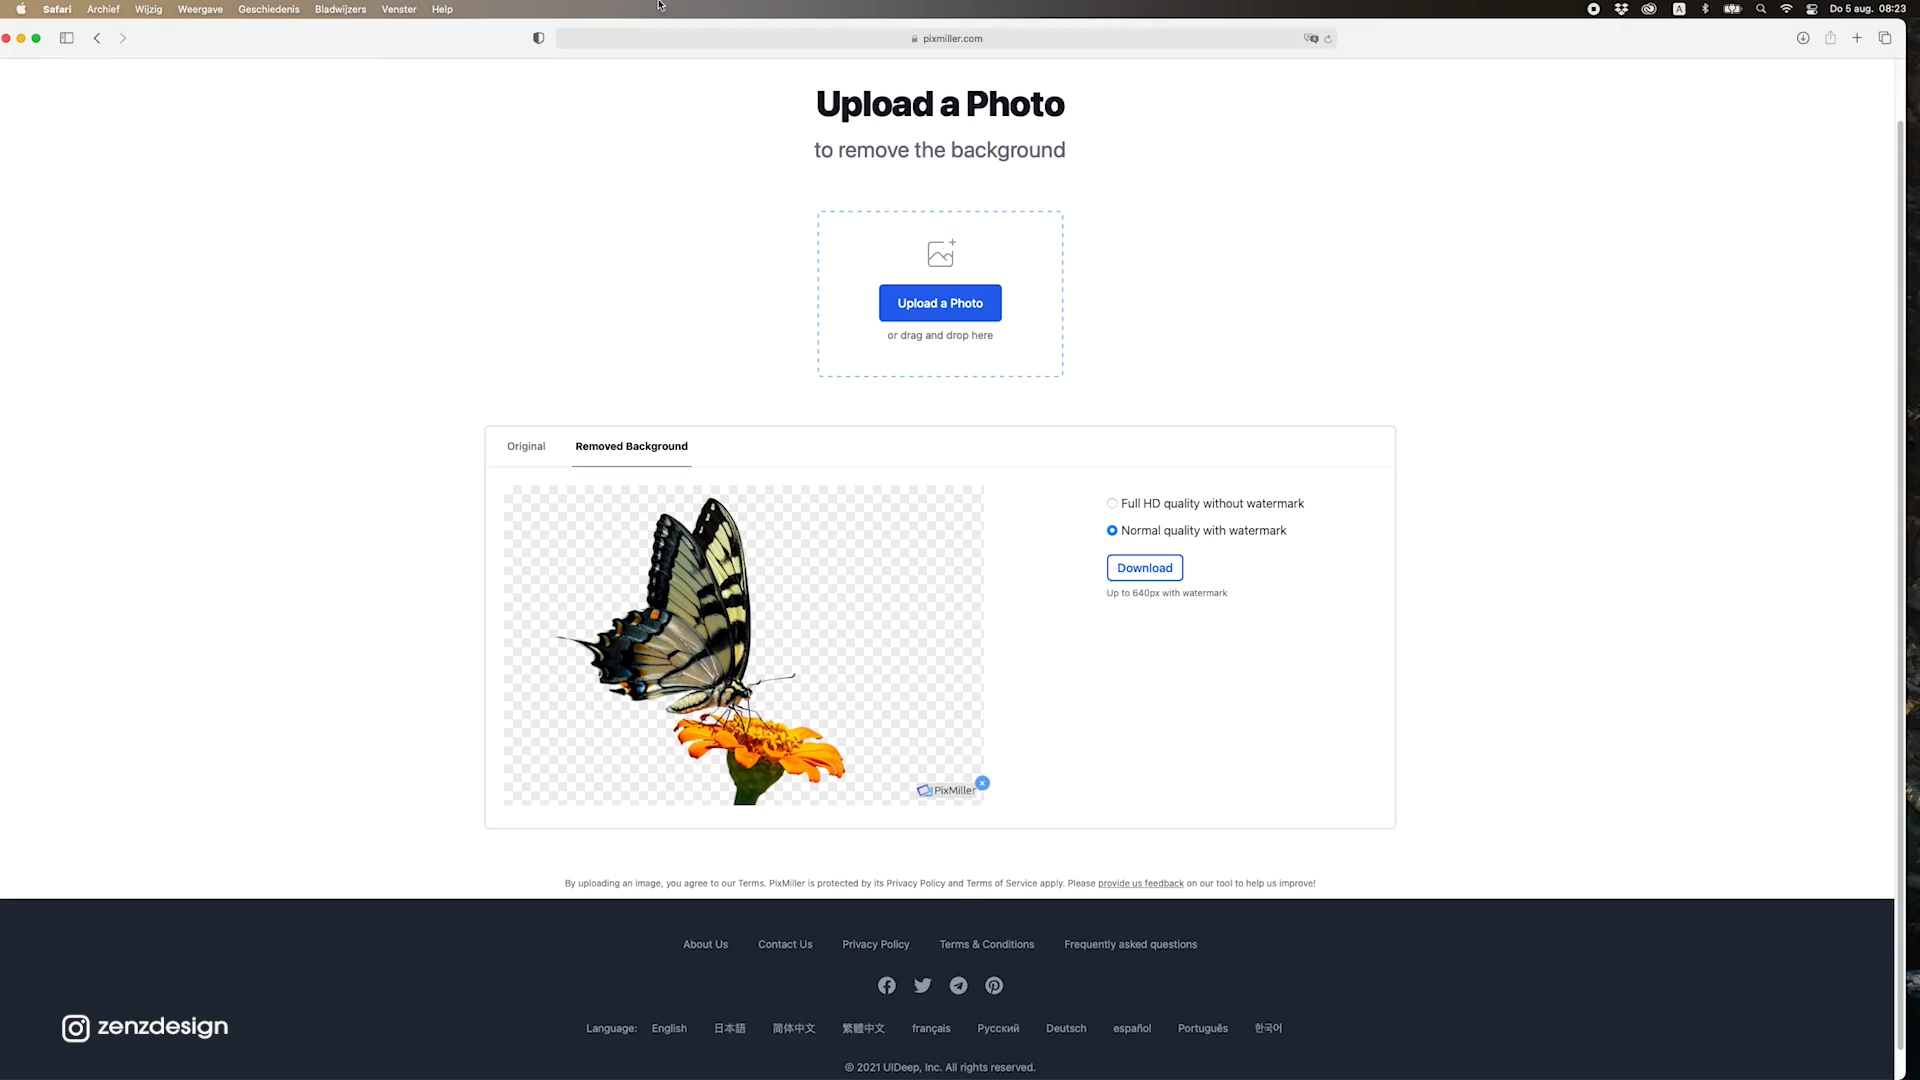 Safari Archief Wijzig Weergave Geschiedenis Bladwijzers Venster Help
A Do 5 aug. 08:23
pixmiller.com
Upload a Photo
to remove the background
Upload a Photo
or drag and drop here
Original Removed Background
Full HD quality without watermark
Normal quality with watermark
Download
Up to 640px with watermark
PixMiller
By uploading an image, you agree to our Terms. PixMiller is protected by its Privacy Policy and Terms of Service apply. Please provide us feedback on our tool to help us improve!
About Us Contact Us Privacy Policy Terms & Conditions Frequently asked questions
zenzdesign
Language: English 日本語 简体中文 繁體中文 français Русский Deutsch español Português 한국어
© 2021 UIDeep, Inc. All rights reserved.